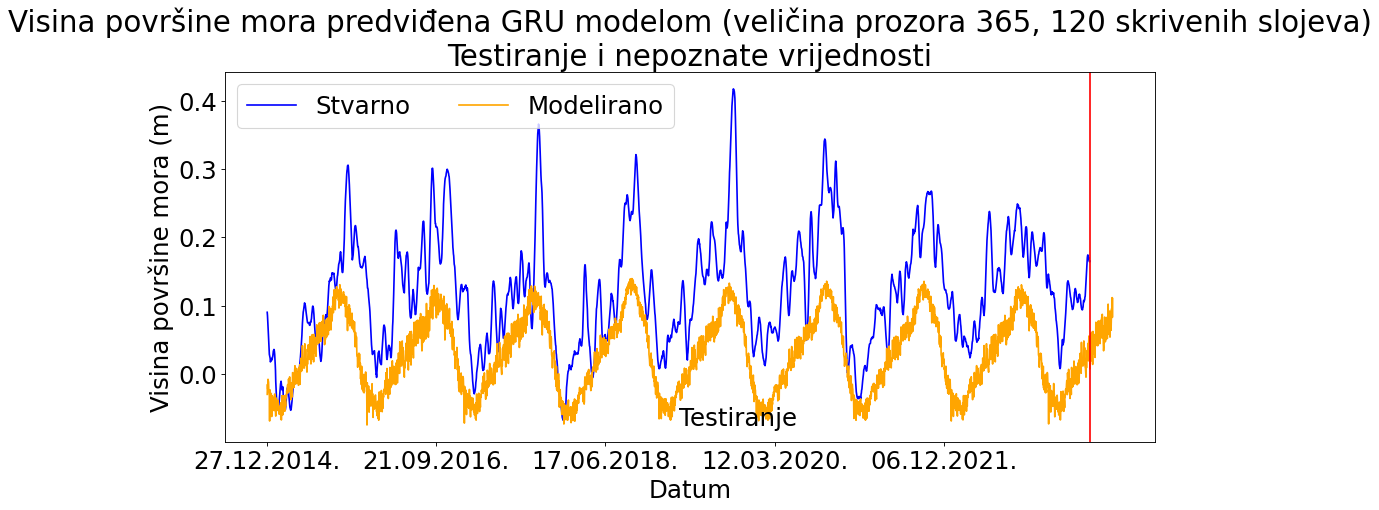 Visina površine mora predviđena GRU modelom (veličina prozora 365, 120 skrivenih slojeva)
Testiranje i nepoznate vrijednosti
Stvarno
Modelirano
Visina površine mora (m)
0.4
0.3
0.2
0.1
0.0
Testiranje
27.12.2014.
21.09.2016.
17.06.2018.
12.03.2020.
06.12.2021.
Datum